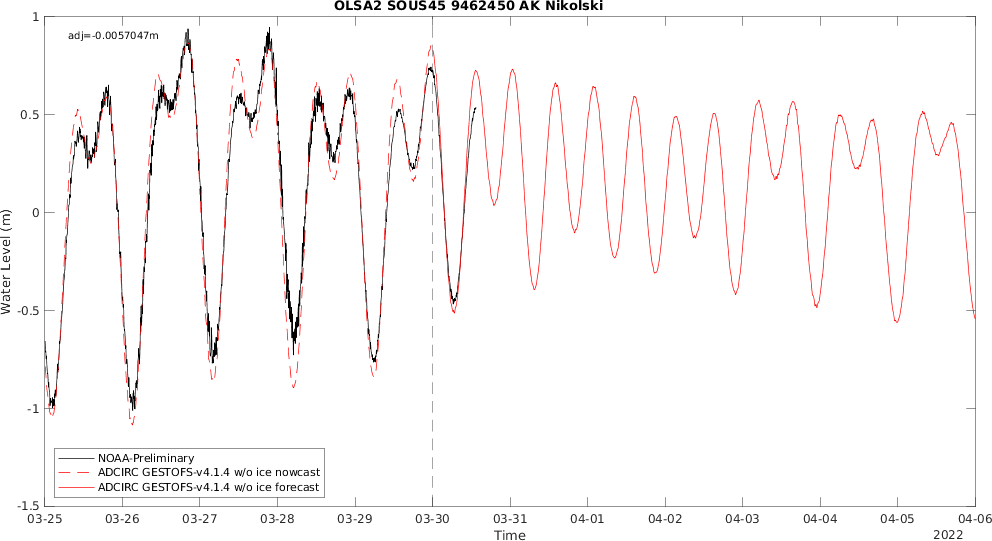 OLSA2 SOUS45 9462450 AK Nikolski
adj=-0.0057047m
1
0.5
0
-0.5
-1
-1.5
Water Level (m)
NOAA-Preliminary
ADCIRC GESTOFS-v4.1.4 w/o ice nowcast
ADCIRC GESTOFS-v4.1.4 w/o ice forecast
03-25 03-26 03-27 03-28 03-29 03-30 03-31 04-01 04-02 04-03 04-04 04-05 04-06
Time
2022